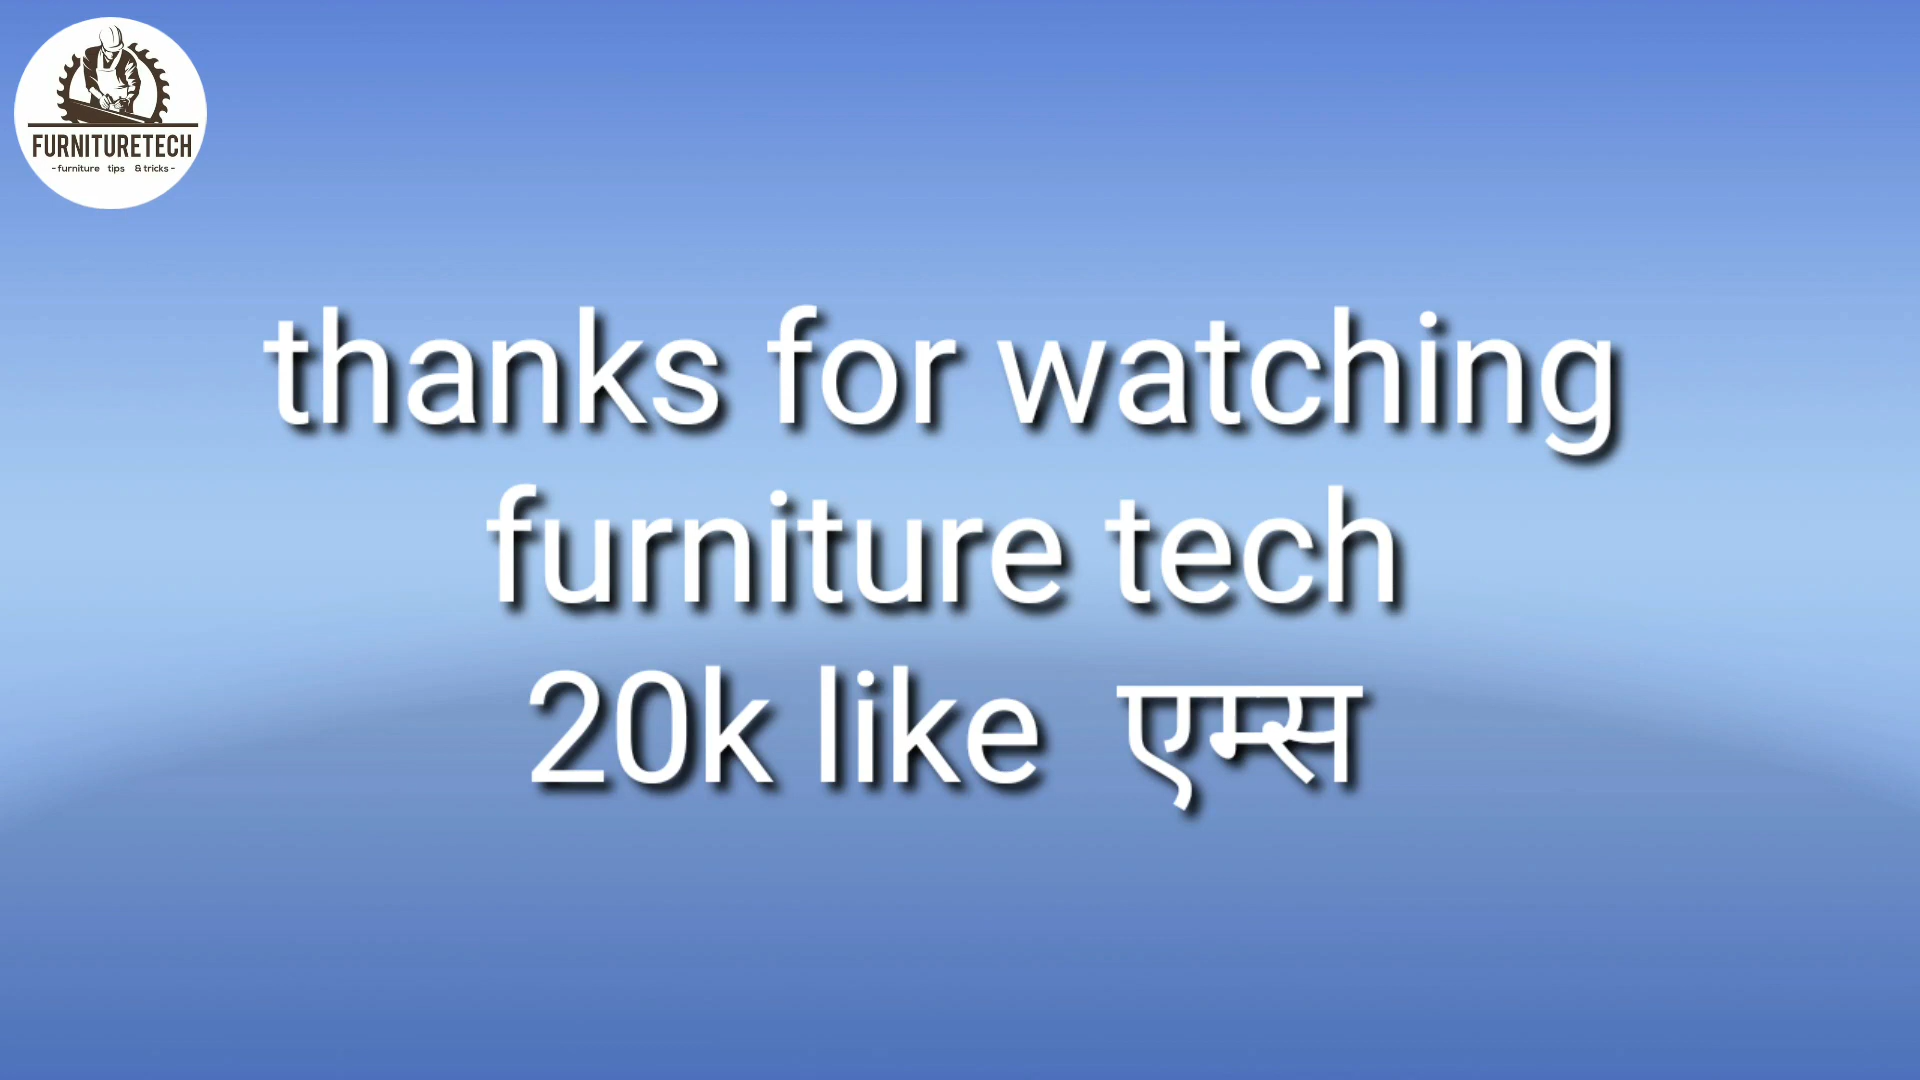 FURNITURETECH
- furniture tips & tricks -
thanks for watching
furniture tech
20k like एम्स